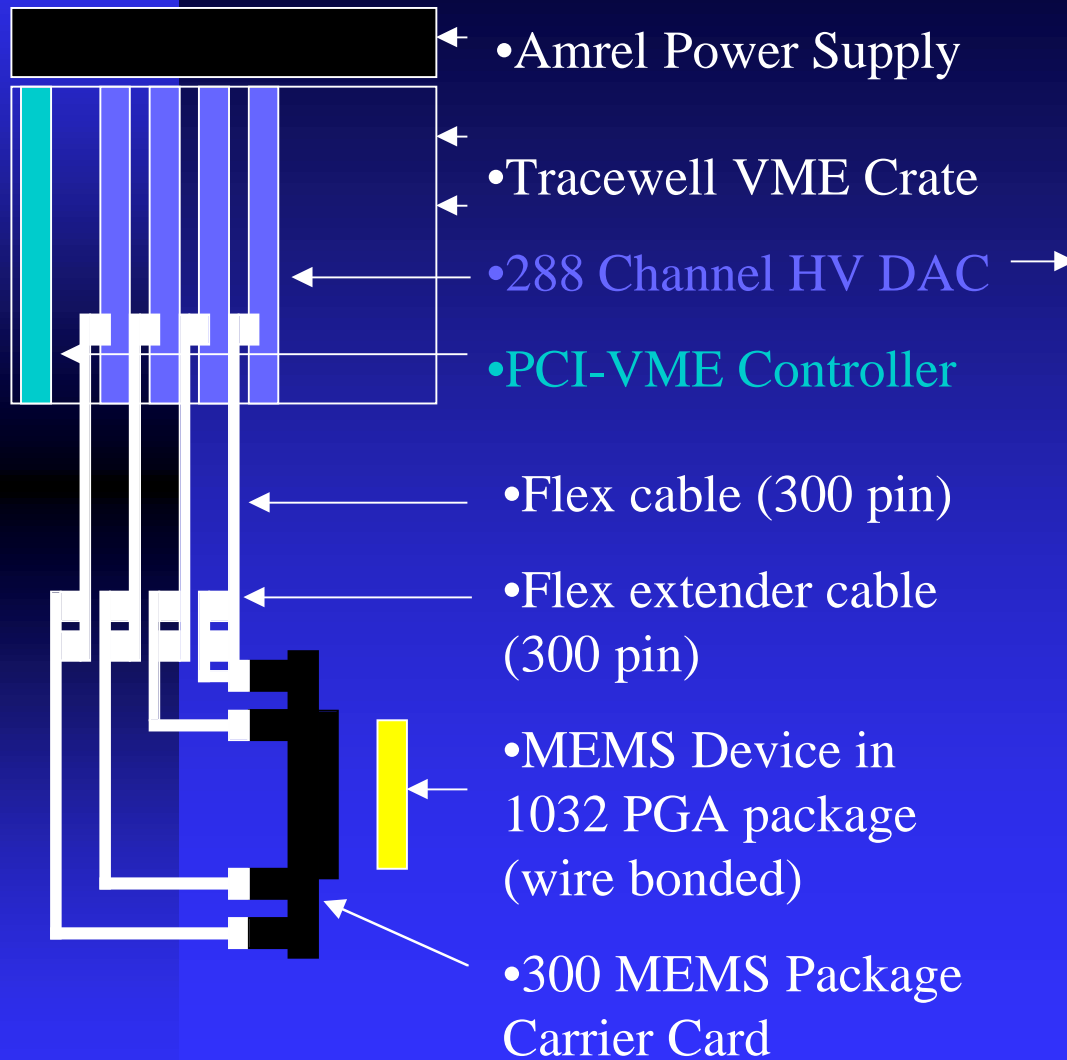 •Amrel Power Supply
•Tracewell VME Crate
•288 Channel HV DAC
•PCI-VME Controller
•Flex cable (300 pin)
•Flex extender cable
(300 pin)
•MEMS Device in
1032 PGA package
(wire bonded)
•300 MEMS Package
Carrier Card